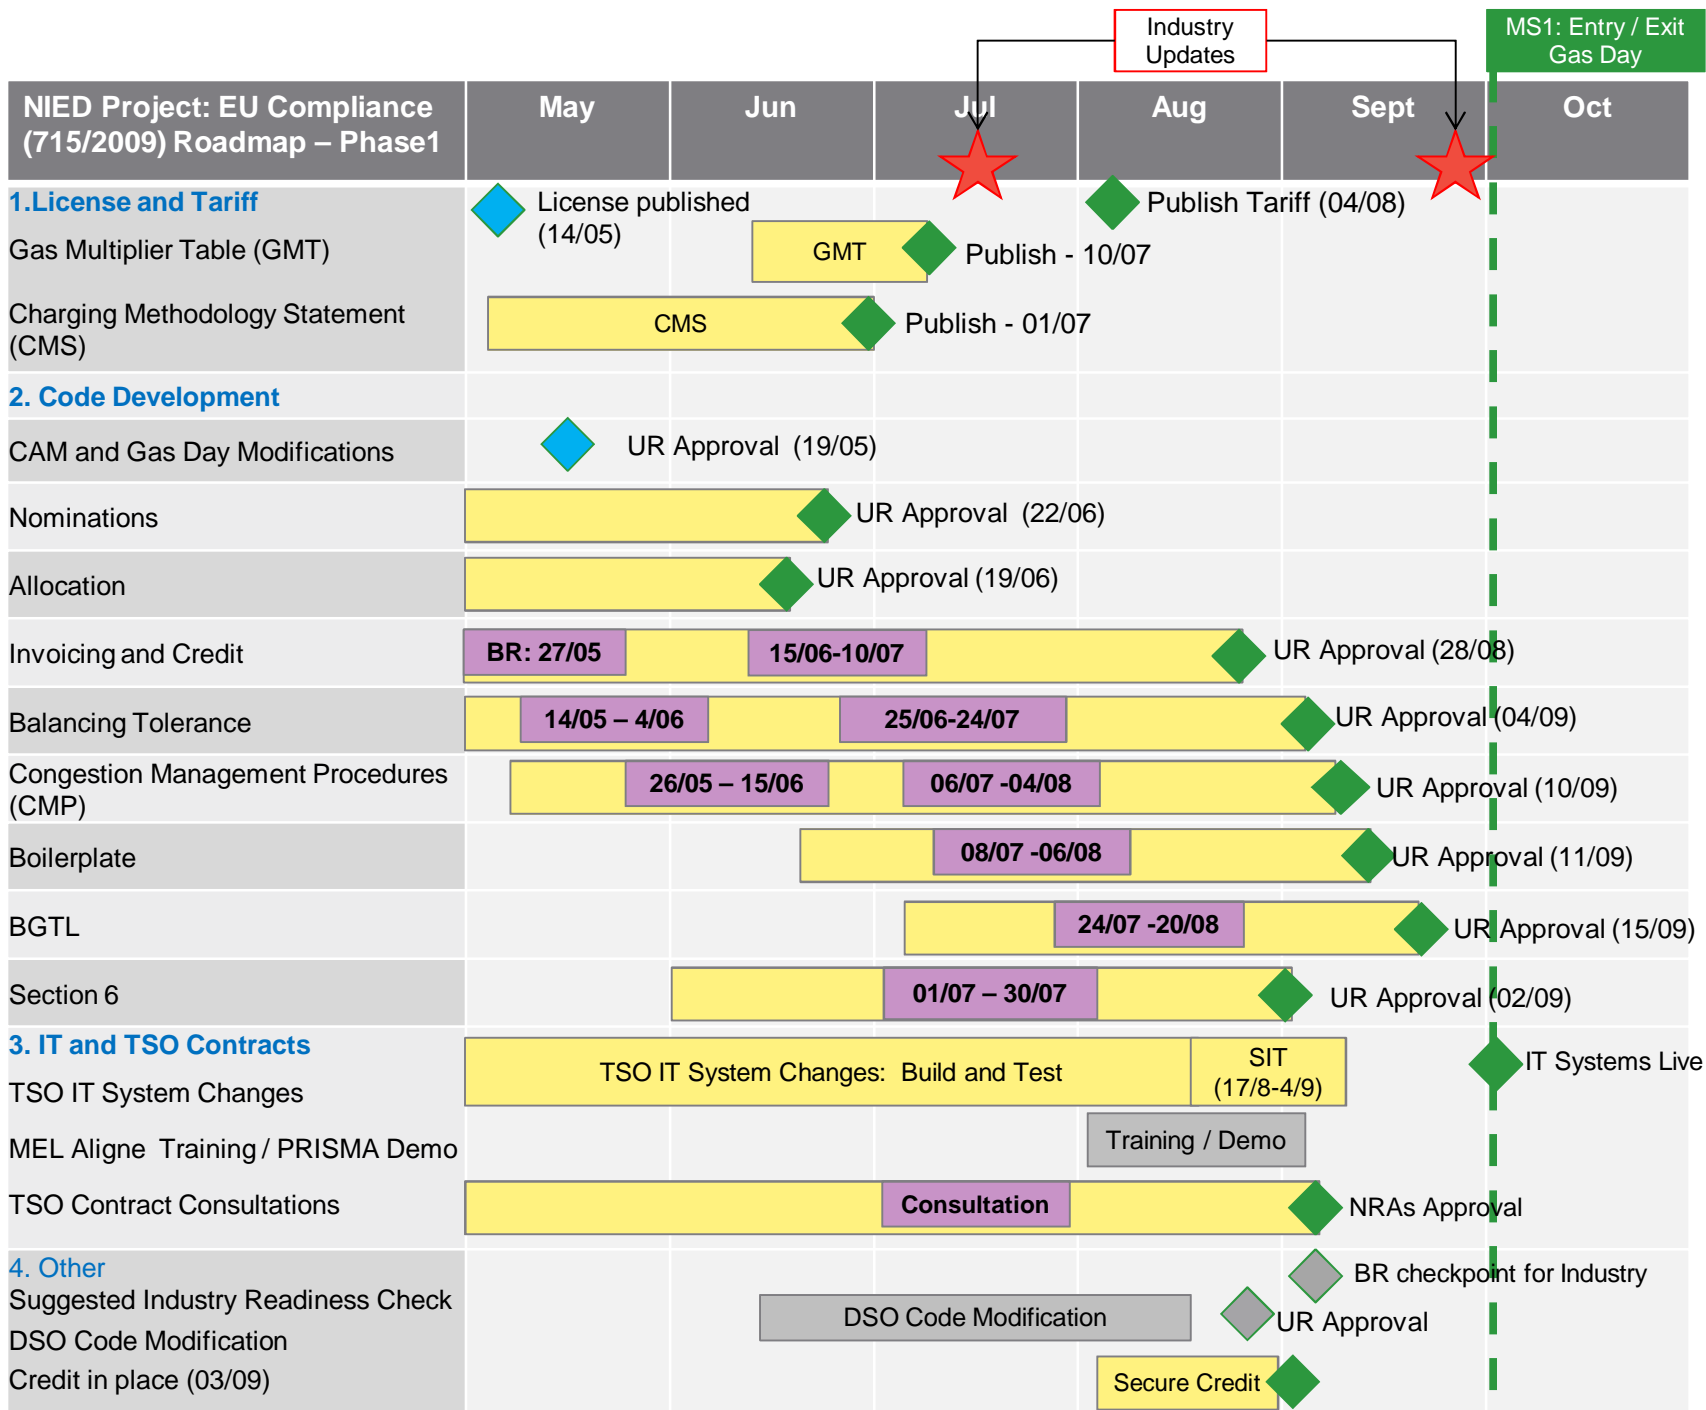 Industry
Updates
MS1: Entry / Exit
Gas Day
NIED Project: EU Compliance
(715/2009) Roadmap – Phase1
May
Jun
Jul
Aug
Sept
Oct
1.License and Tariff
License published
(14/05)
Publish Tariff (04/08)
Gas Multiplier Table (GMT)
GMT
Publish - 10/07
Charging Methodology Statement
(CMS)
CMS
Publish - 01/07
2. Code Development
CAM and Gas Day Modifications
UR Approval (19/05)
Nominations
UR Approval (22/06)
Allocation
UR Approval (19/06)
Invoicing and Credit
BR: 27/05
15/06-10/07
UR Approval (28/08)
Balancing Tolerance
14/05 – 4/06
25/06-24/07
UR Approval (04/09)
Congestion Management Procedures
(CMP)
26/05 – 15/06
06/07 -04/08
UR Approval (10/09)
Boilerplate
08/07 -06/08
UR Approval (11/09)
BGTL
24/07 -20/08
UR Approval (15/09)
Section 6
01/07 – 30/07
UR Approval (02/09)
3. IT and TSO Contracts
TSO IT System Changes
TSO IT System Changes: Build and Test
SIT
(17/8-4/9)
IT Systems Live
MEL Aligne Training / PRISMA Demo
Training / Demo
TSO Contract Consultations
Consultation
NRAs Approval
4. Other
Suggested Industry Readiness Check
BR checkpoint for Industry
DSO Code Modification
DSO Code Modification
UR Approval
Credit in place (03/09)
Secure Credit